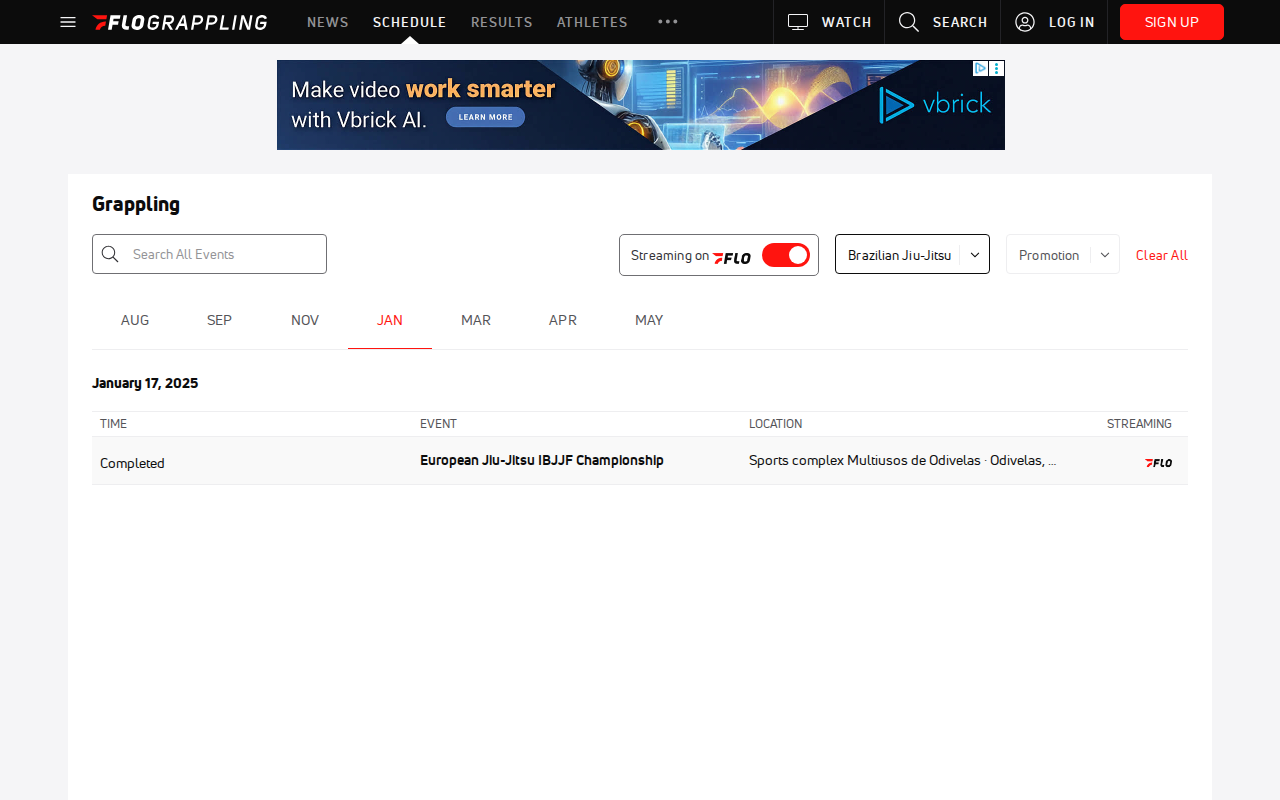 FLOGRAPPLING NEWS SCHEDULE RESULTS ATHLETES WATCH SEARCH LOG IN SIGN UP
Make video work smarter
with Vbrick AI. LEARN MORE
vbrick
Grappling
Search All Events Streaming on FLO Brazilian Jiu-Jitsu Promotion Clear All
AUG SEP NOV JAN MAR APR MAY
January 17, 2025
TIME EVENT LOCATION STREAMING
Completed European Jiu-Jitsu IBJJF Championship Sports complex Multiusos de Odivelas · Odivelas, ... FLO